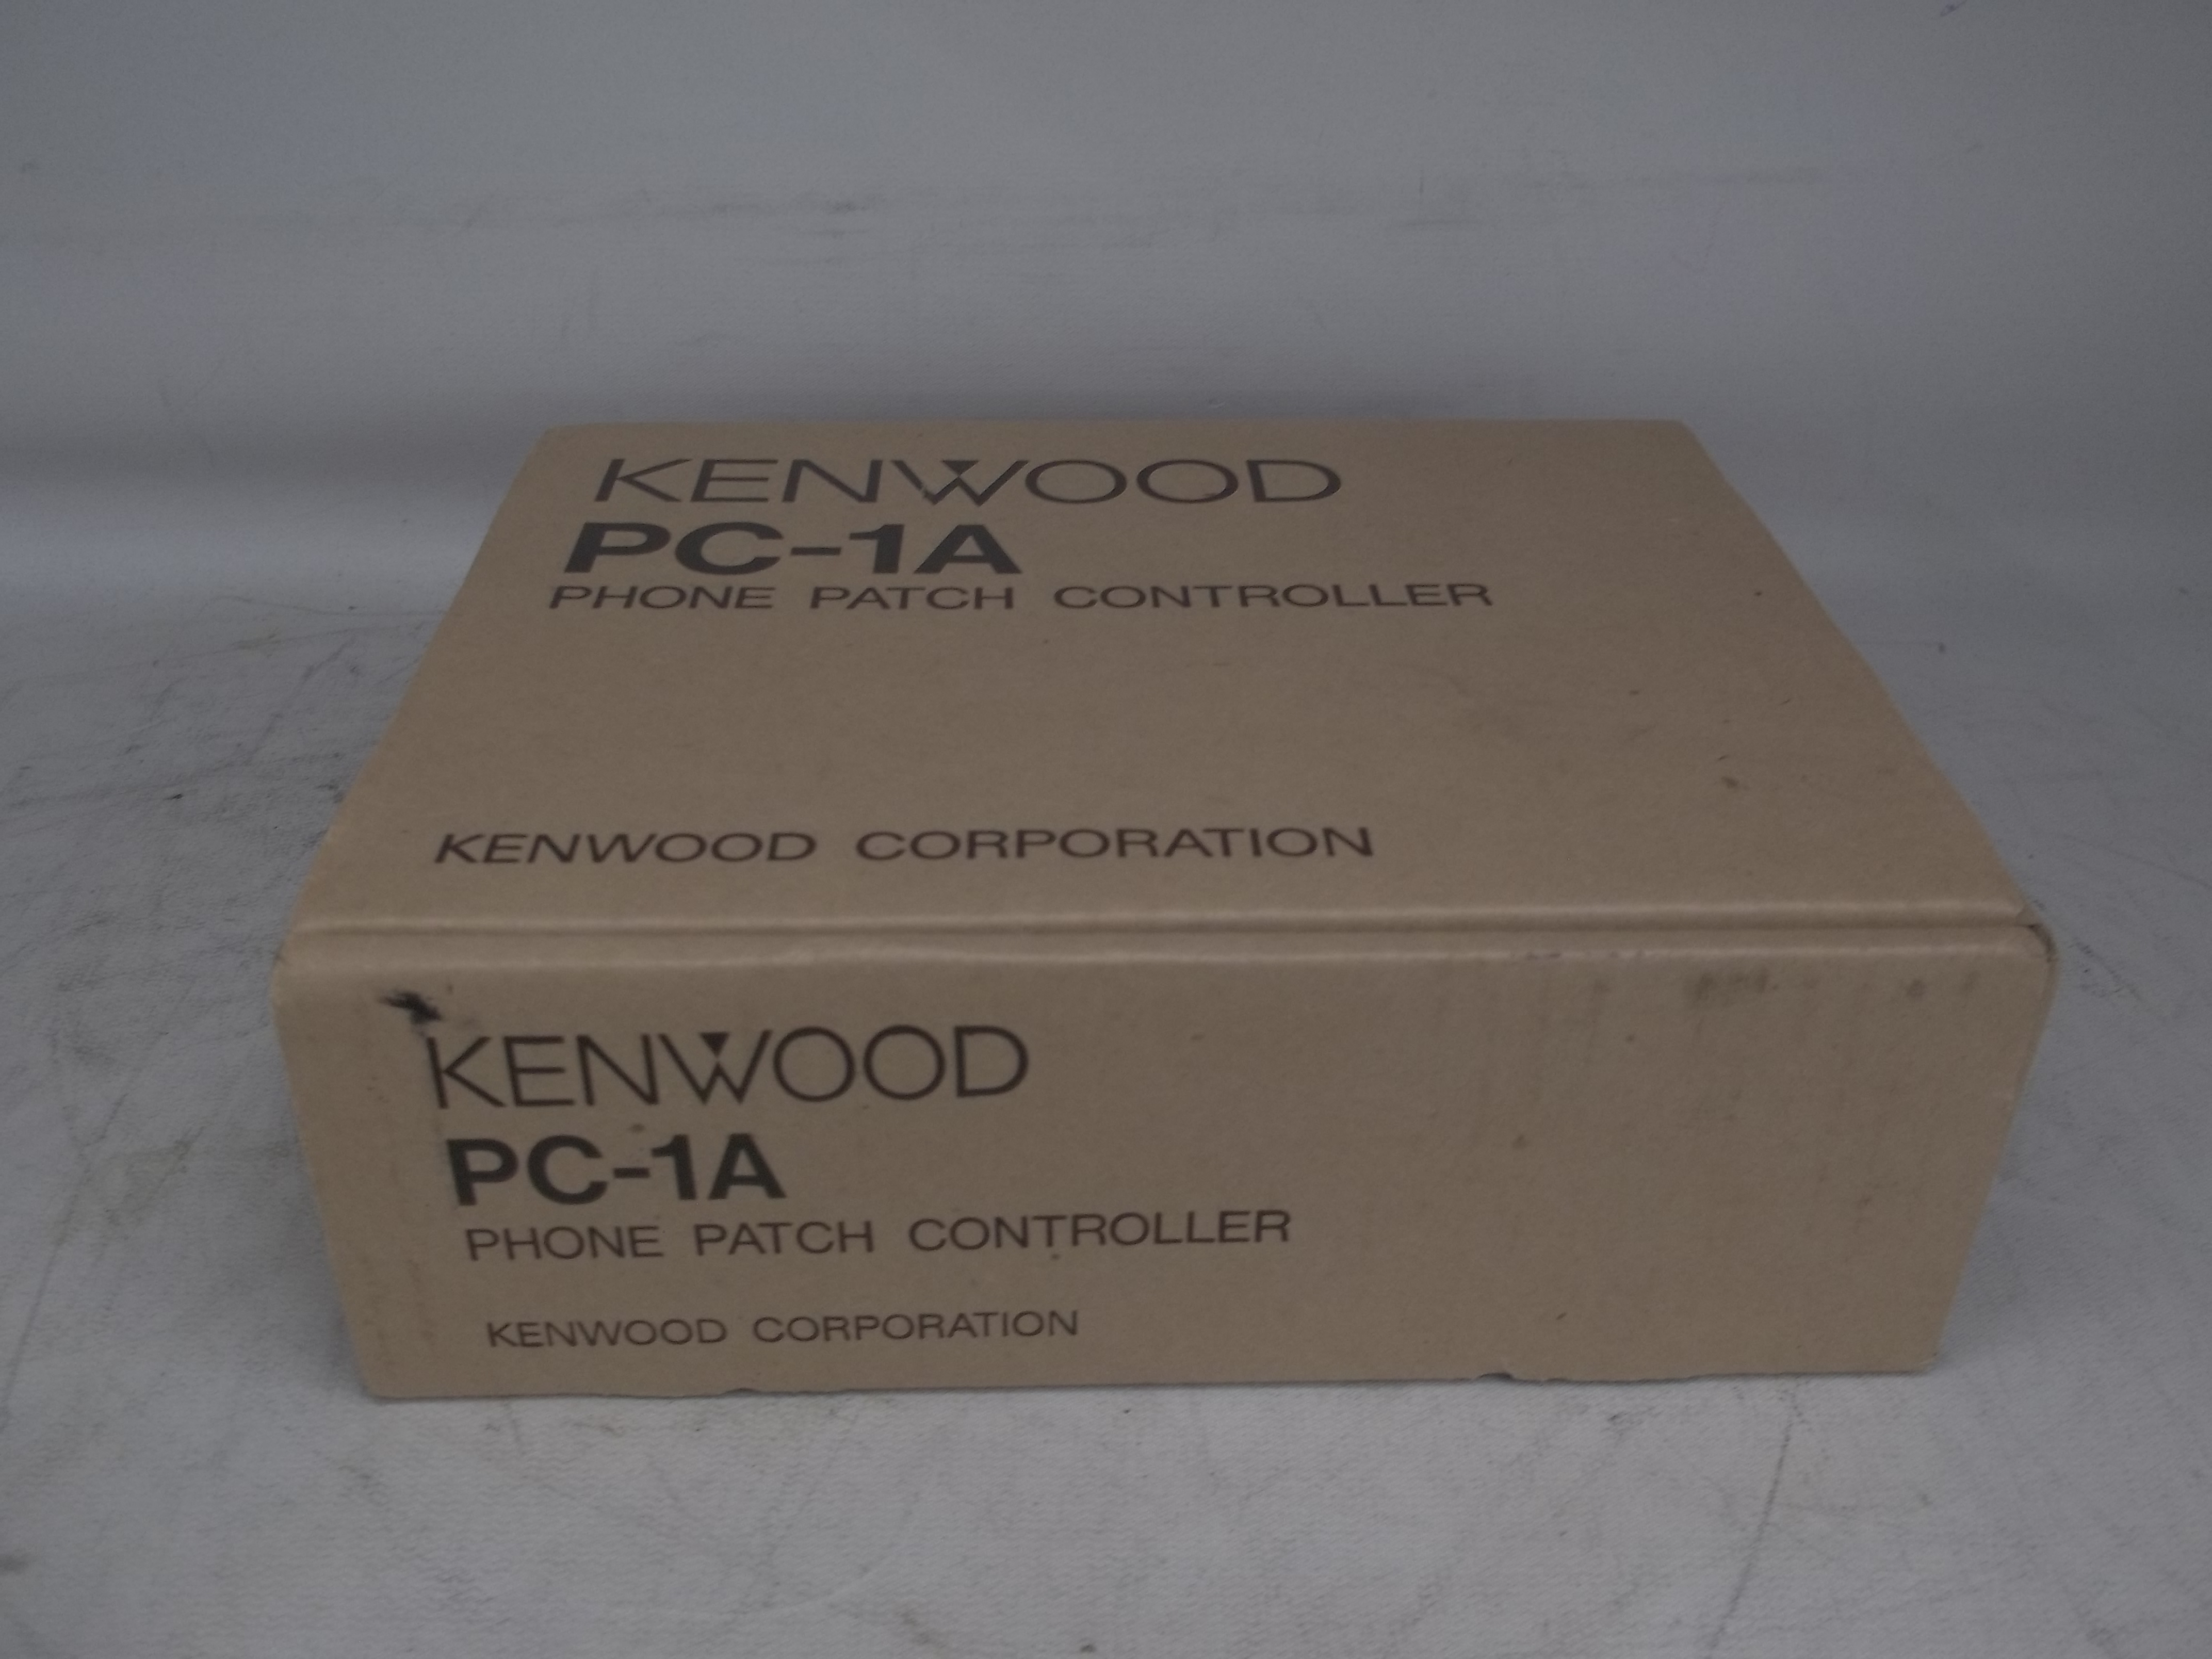 KENWOOD
PC-1A
PHONE PATCH CONTROLLER
KENWOOD CORPORATION
KENWOOD
PC-1A
PHONE PATCH CONTROLLER
KENWOOD CORPORATION